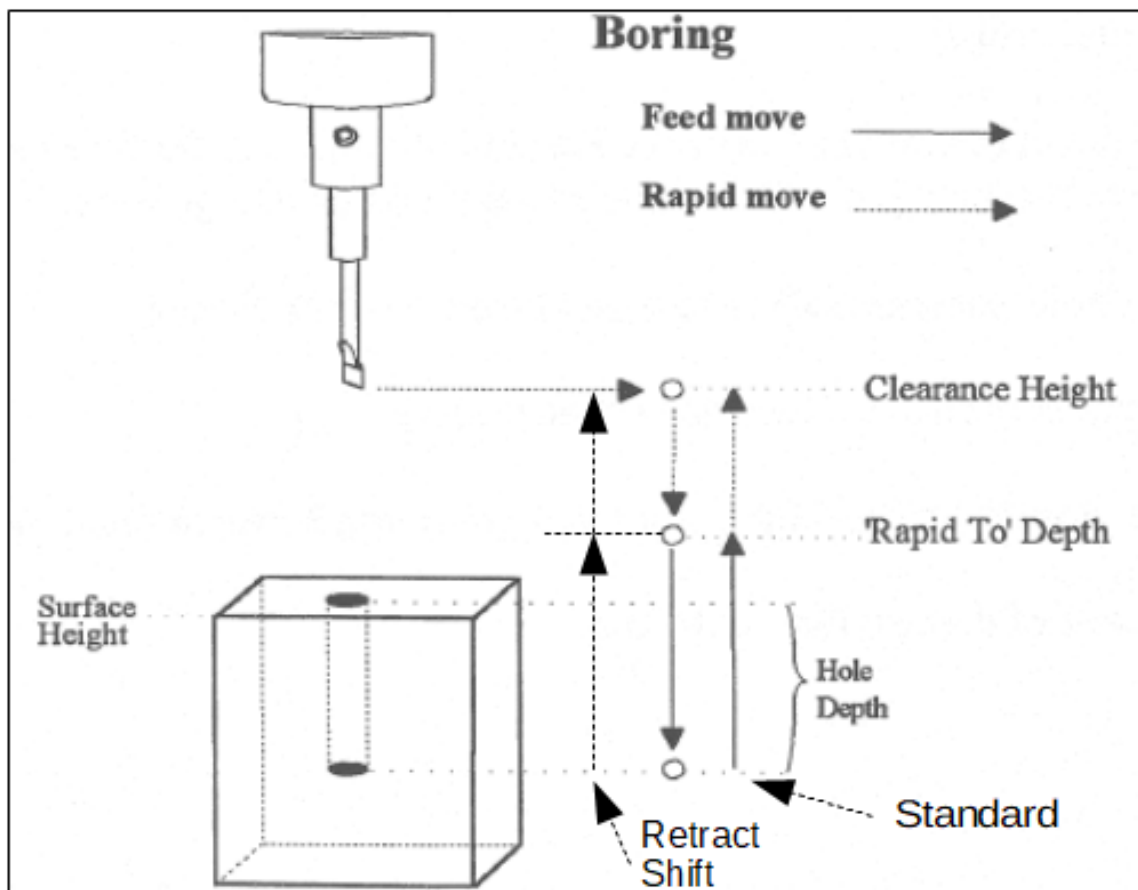 Boring
Feed move
Rapid move
Clearance Height
'Rapid To' Depth
Surface
Height
Hole
Depth
Standard
Retract
Shift